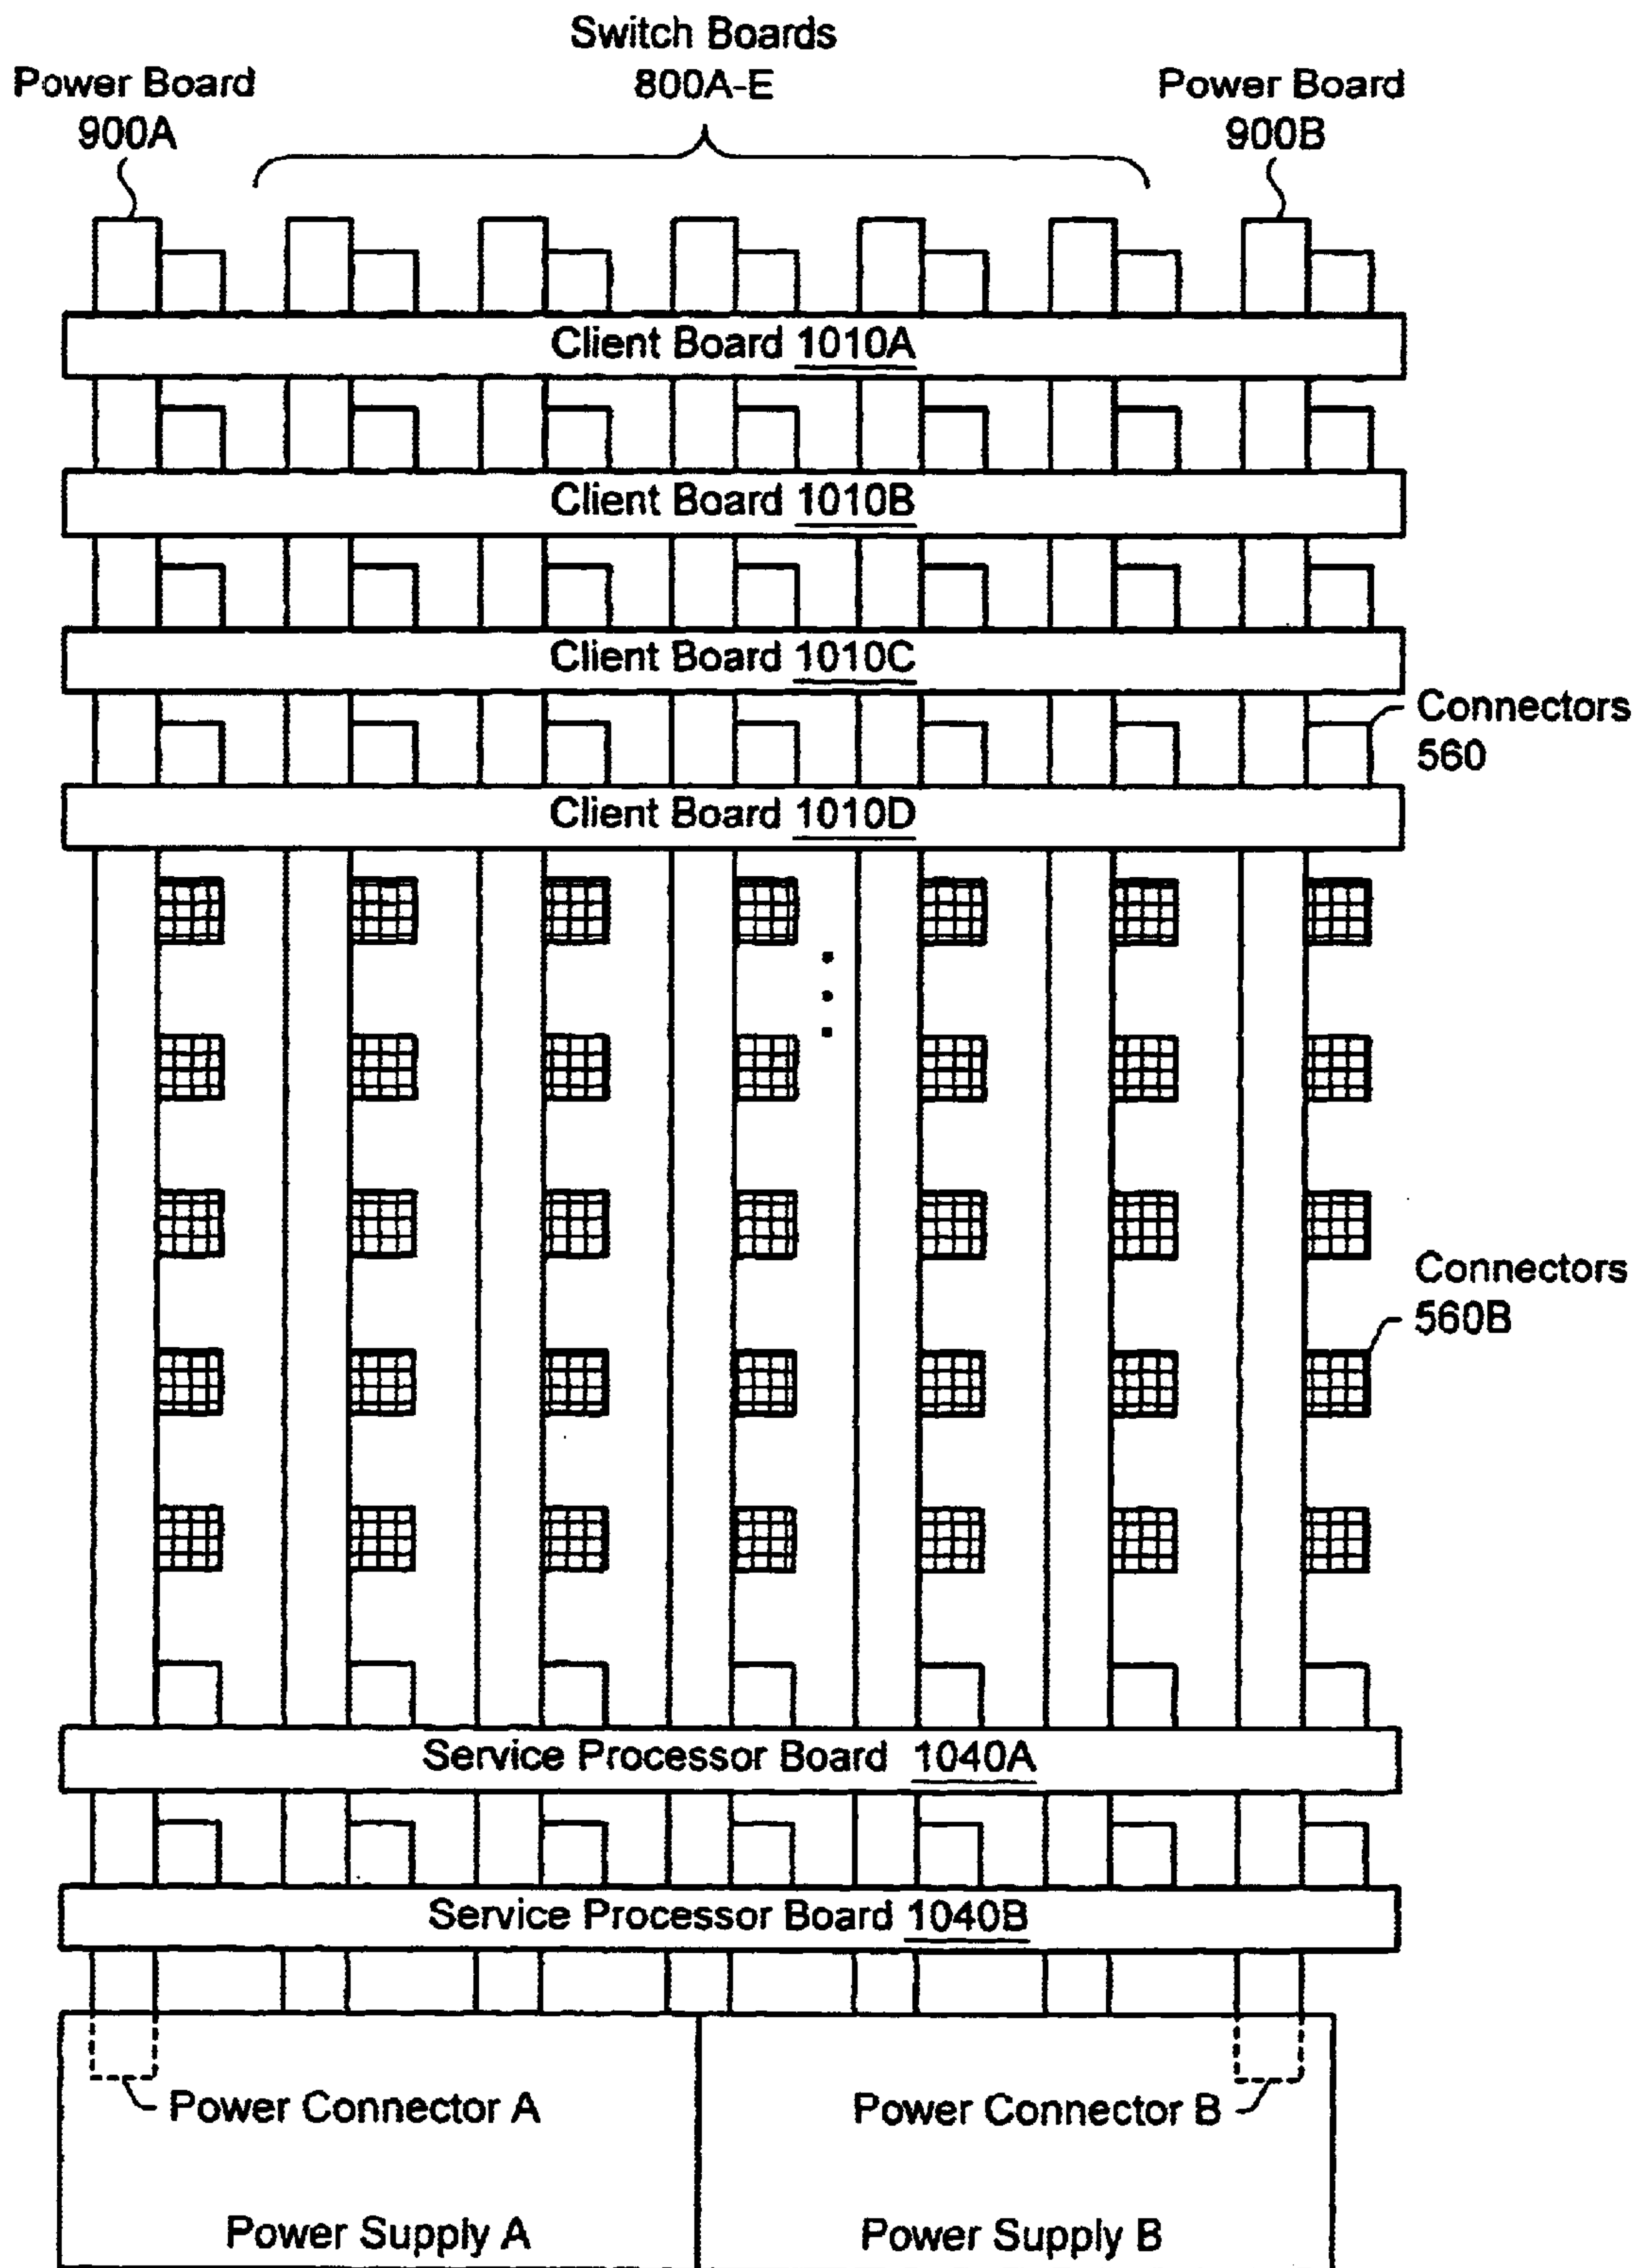 Switch Boards
800A-E
Power Board
900A
Power Board
900B
Client Board 1010A
Client Board 1010B
Client Board 1010C
Connectors
560
Client Board 1010D
Connectors
560B
Service Processor Board 1040A
Service Processor Board 1040B
Power Connector A
Power Connector B
Power Supply A
Power Supply B